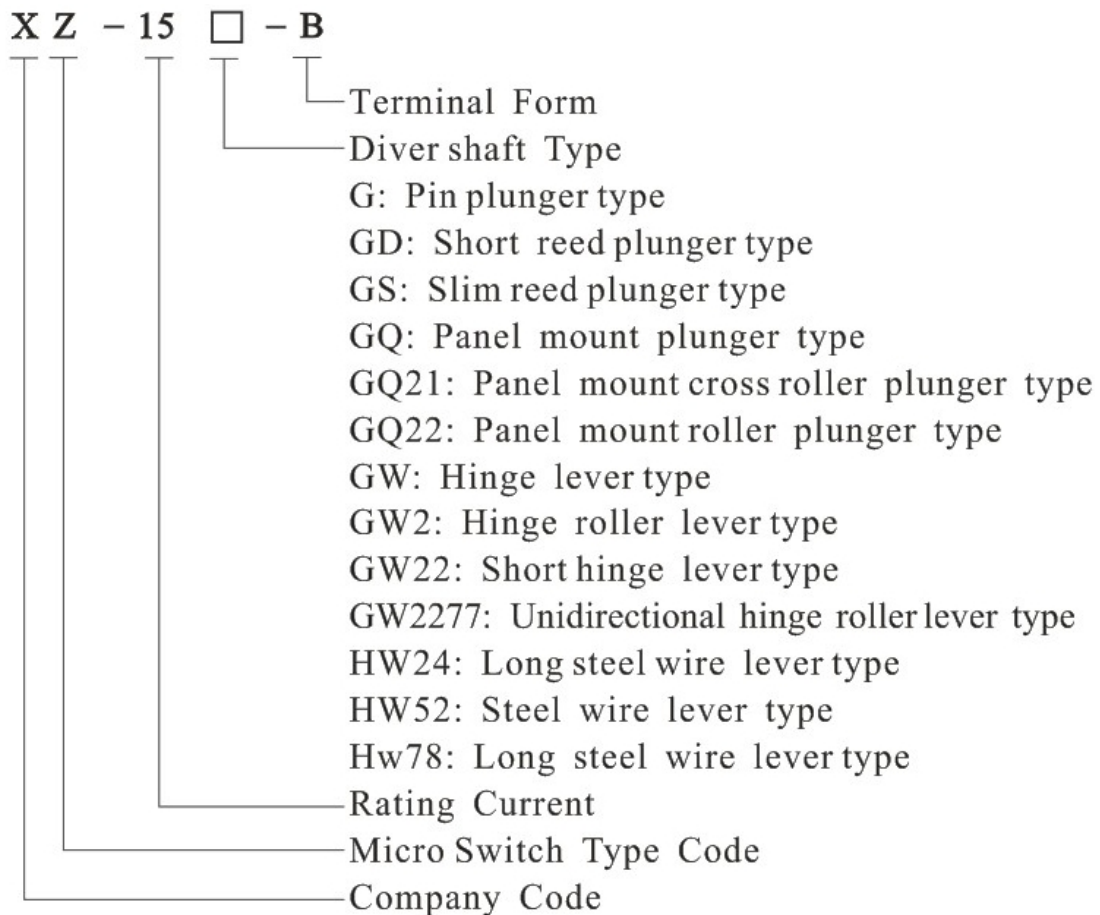 X Z - 15 □ - B
Terminal Form
Diver shaft Type
G: Pin plunger type
GD: Short reed plunger type
GS: Slim reed plunger type
GQ: Panel mount plunger type
GQ21: Panel mount cross roller plunger type
GQ22: Panel mount roller plunger type
GW: Hinge lever type
GW2: Hinge roller lever type
GW22: Short hinge lever type
GW2277: Unidirectional hinge roller lever type
HW24: Long steel wire lever type
HW52: Steel wire lever type
Hw78: Long steel wire lever type
Rating Current
Micro Switch Type Code
Company Code